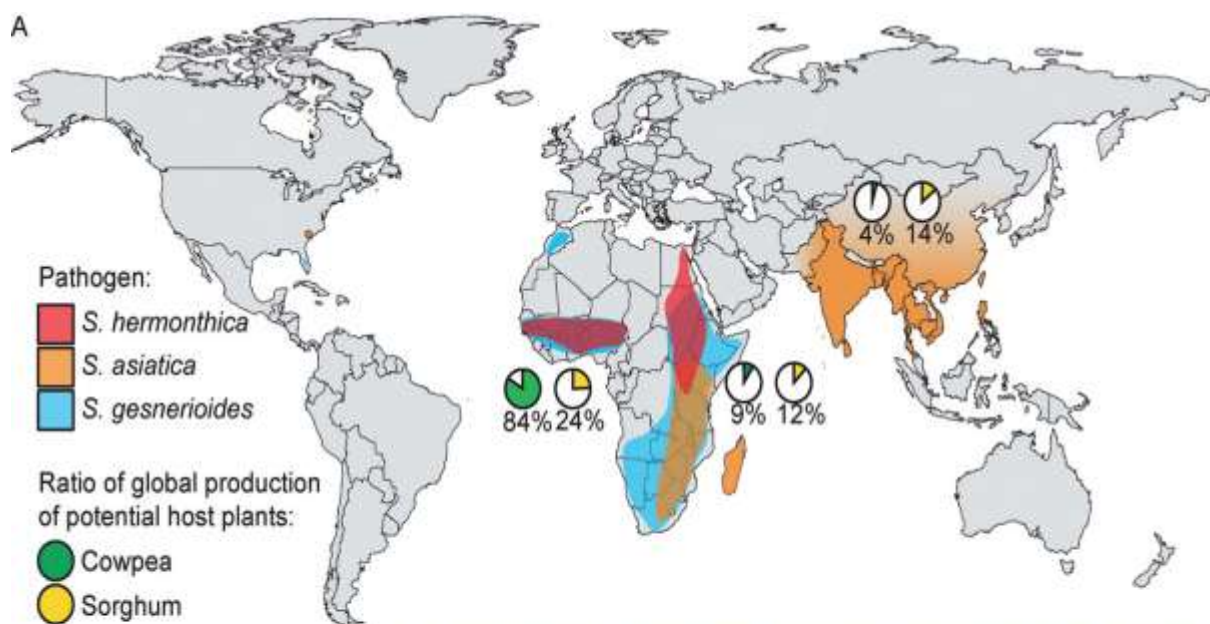 A
4% 14%
Pathogen:
S. hermonthica
S. asiatica
S. gesnerioides
84% 24%
9% 12%
Ratio of global production
of potential host plants:
Cowpea
Sorghum